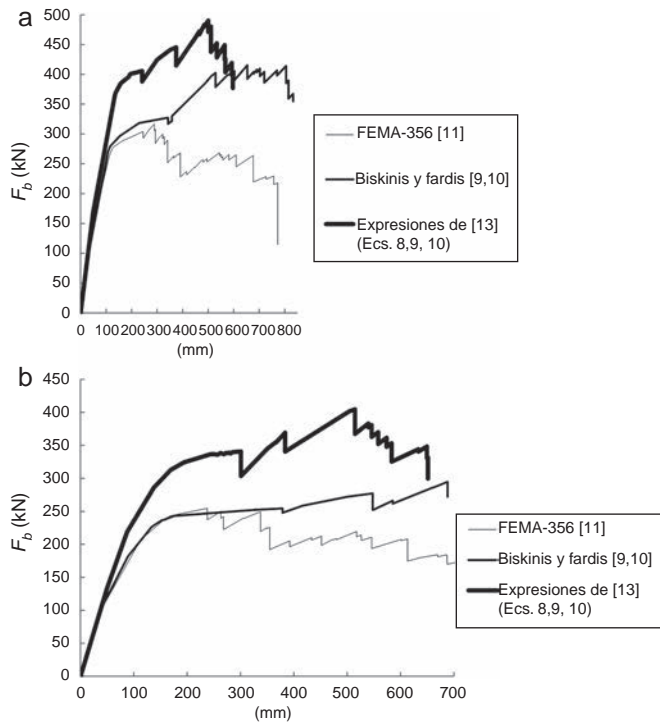 a
500
450
400
350
300
250
200
150
100
50
0
F_b (kN)
0 100 200 300 400 500 600 700 800
(mm)
FEMA-356 [11]
Biskinis y fardis [9,10]
Expresiones de [13]
(Ecs. 8,9, 10)
b
450
400
350
300
250
200
150
100
50
0
F_b (kN)
0 100 200 300 400 500 600 700
(mm)
FEMA-356 [11]
Biskinis y fardis [9,10]
Expresiones de [13]
(Ecs. 8,9, 10)